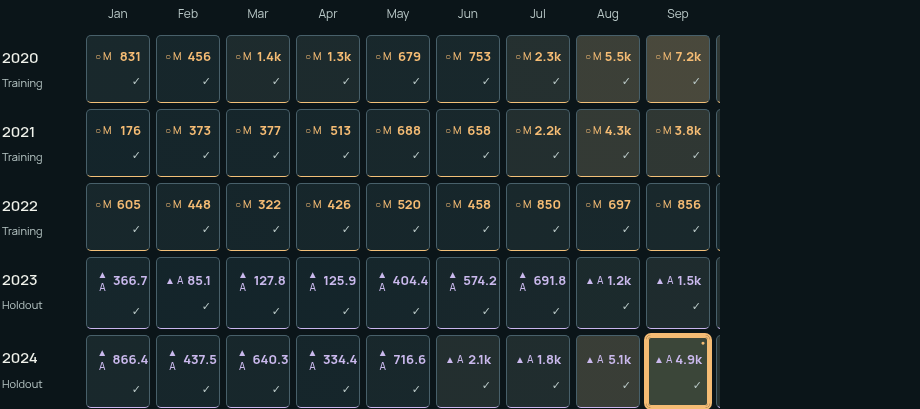 Jan Feb Mar Apr May Jun Jul Aug Sep
2020 ○ M 831 ○ M 456 ○ M 1.4k ○ M 1.3k ○ M 679 ○ M 753 ○ M 2.3k ○ M 5.5k ○ M 7.2k
Training ✓ ✓ ✓ ✓ ✓ ✓ ✓ ✓ ✓
2021 ○ M 176 ○ M 373 ○ M 377 ○ M 513 ○ M 688 ○ M 658 ○ M 2.2k ○ M 4.3k ○ M 3.8k
Training ✓ ✓ ✓ ✓ ✓ ✓ ✓ ✓ ✓
2022 ○ M 605 ○ M 448 ○ M 322 ○ M 426 ○ M 520 ○ M 458 ○ M 850 ○ M 697 ○ M 856
Training ✓ ✓ ✓ ✓ ✓ ✓ ✓ ✓ ✓
2023 ▲ A 366.7 ▲ A 85.1 ▲ A 127.8 ▲ A 125.9 ▲ A 404.4 ▲ A 574.2 ▲ A 691.8 ▲ A 1.2k ▲ A 1.5k
Holdout ✓ ✓ ✓ ✓ ✓ ✓ ✓ ✓ ✓
2024 ▲ A 866.4 ▲ A 437.5 ▲ A 640.3 ▲ A 334.4 ▲ A 716.6 ▲ A 2.1k ▲ A 1.8k ▲ A 5.1k ▲ A 4.9k
Holdout ✓ ✓ ✓ ✓ ✓ ✓ ✓ ✓ ✓